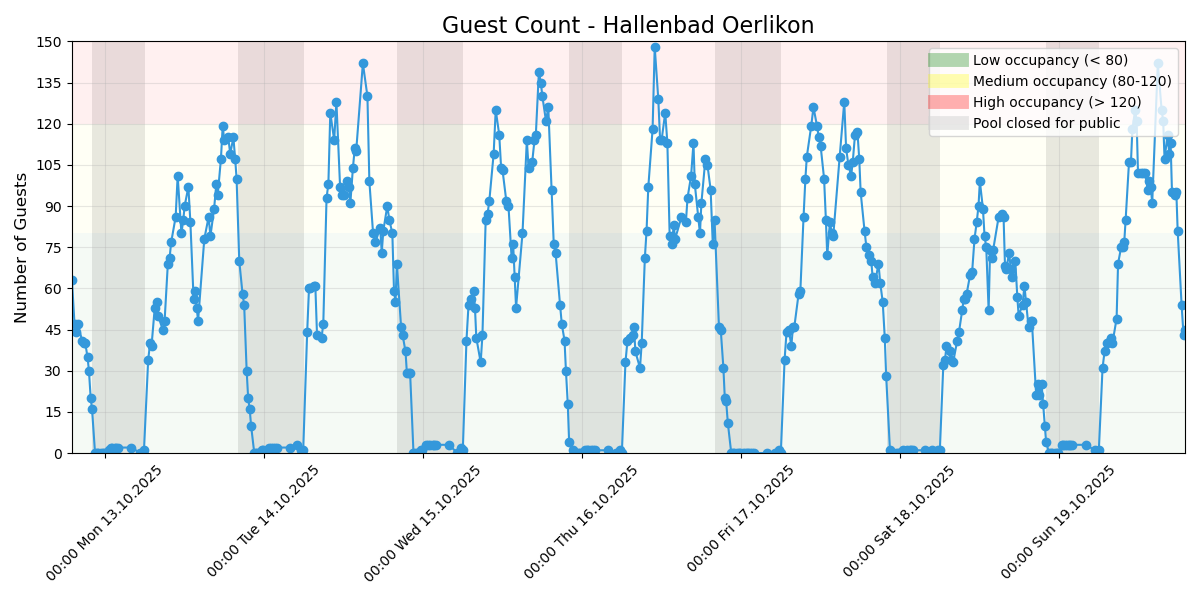 Guest Count - Hallenbad Oerlikon
Number of Guests
150
135
120
105
90
75
60
45
30
15
0
Low occupancy (< 80)
Medium occupancy (80-120)
High occupancy (> 120)
Pool closed for public
00:00 Mon 13.10.2025
00:00 Tue 14.10.2025
00:00 Wed 15.10.2025
00:00 Thu 16.10.2025
00:00 Fri 17.10.2025
00:00 Sat 18.10.2025
00:00 Sun 19.10.2025